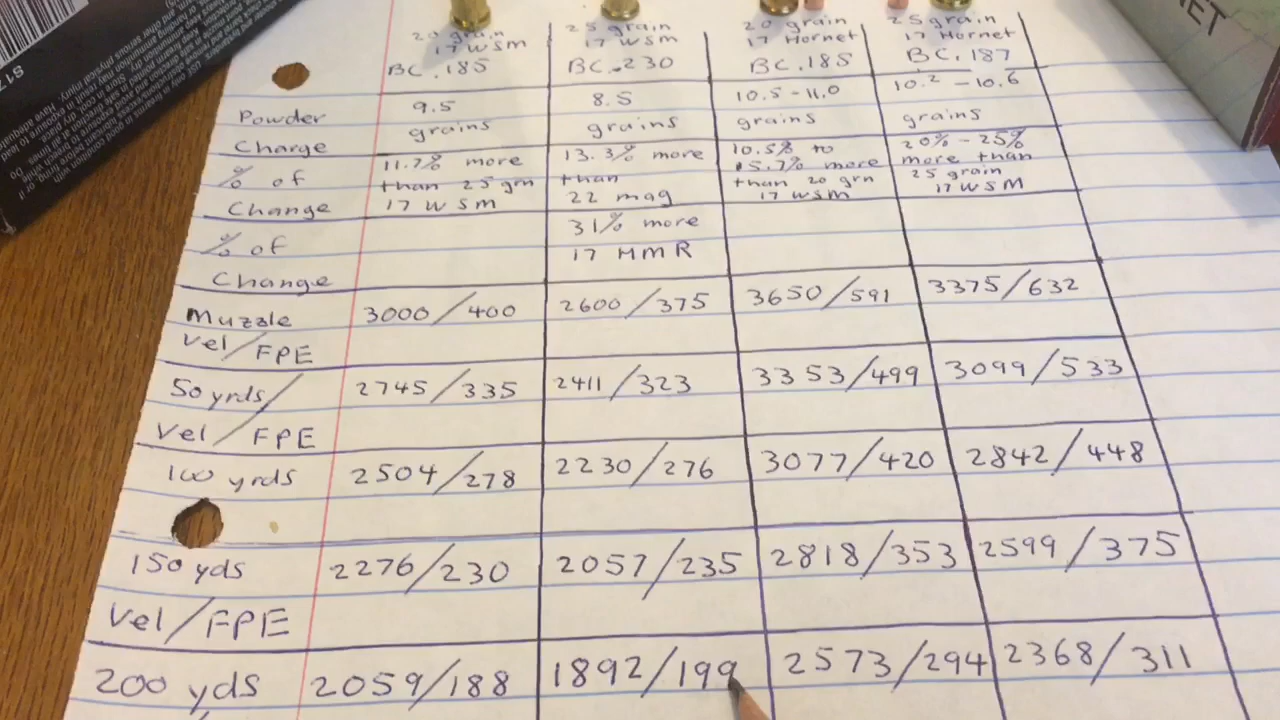 20 grain 25 grain 20 grain 25 grain
17 WSM 17 WSM 17 Hornet 17 Hornet
BC .185 BC .230 BC .185 BC .187
Powder 9.5 8.5 10.5 - 11.0 10.2 - 10.6
Charge grains grains grains grains
% of 11.7% more 13.3% more 10.5% to 20% - 25%
than 25 grn than 15.7% more more than
Change 17 WSM 22 mag than 20 grn 25 grain
17 WSM 17 WSM
% of 31% more
Change 17 HMR
Muzzle 3000/400 2600/375 3650/591 3375/632
Vel/FPE
50 yrds/ 2745/335 2411/323 3353/499 3099/533
Vel/FPE
100 yrds 2504/278 2230/276 3077/420 2842/448
150 yds 2276/230 2057/235 2818/353 2599/375
Vel/FPE
200 yds 2059/188 1892/199 2573/294 2368/311
NET